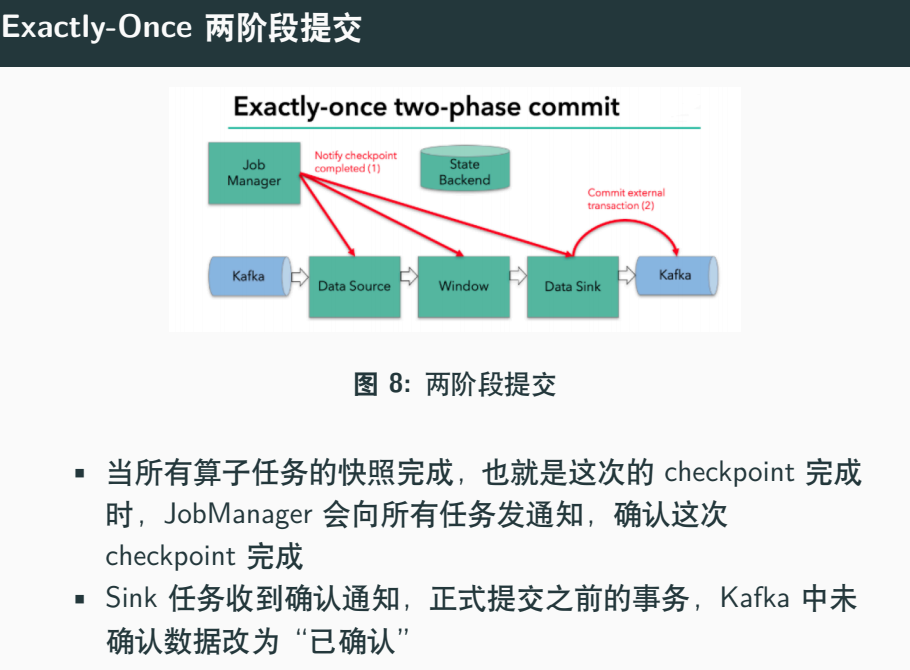 Exactly-Once 两阶段提交
Exactly-once two-phase commit
Job
Manager
Notify checkpoint
completed (1)
State
Backend
Commit external
transaction (2)
Kafka
Data Source
Window
Data Sink
Kafka
图 8: 两阶段提交
▪ 当所有算子任务的快照完成，也就是这次的 checkpoint 完成
时，JobManager 会向所有任务发通知，确认这次
checkpoint 完成
▪ Sink 任务收到确认通知，正式提交之前的事务，Kafka 中未
确认数据改为“已确认”